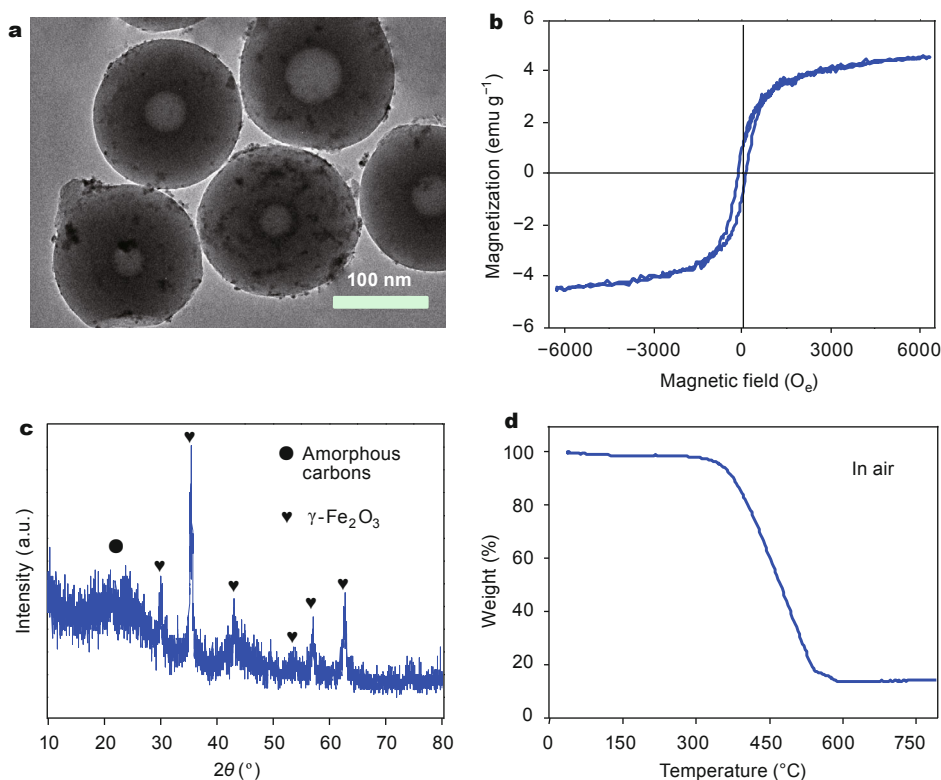 a
100 nm
b
Magnetization (emu g⁻¹)
6
4
2
0
−2
−4
−6
−6000 −3000 0 3000 6000
Magnetic field (Oₑ)
c
Intensity (a.u.)
Amorphous
carbons
γ-Fe₂O₃
10 20 30 40 50 60 70 80
2θ (°)
d
Weight (%)
100
80
60
40
20
0
In air
0 150 300 450 600 750
Temperature (°C)